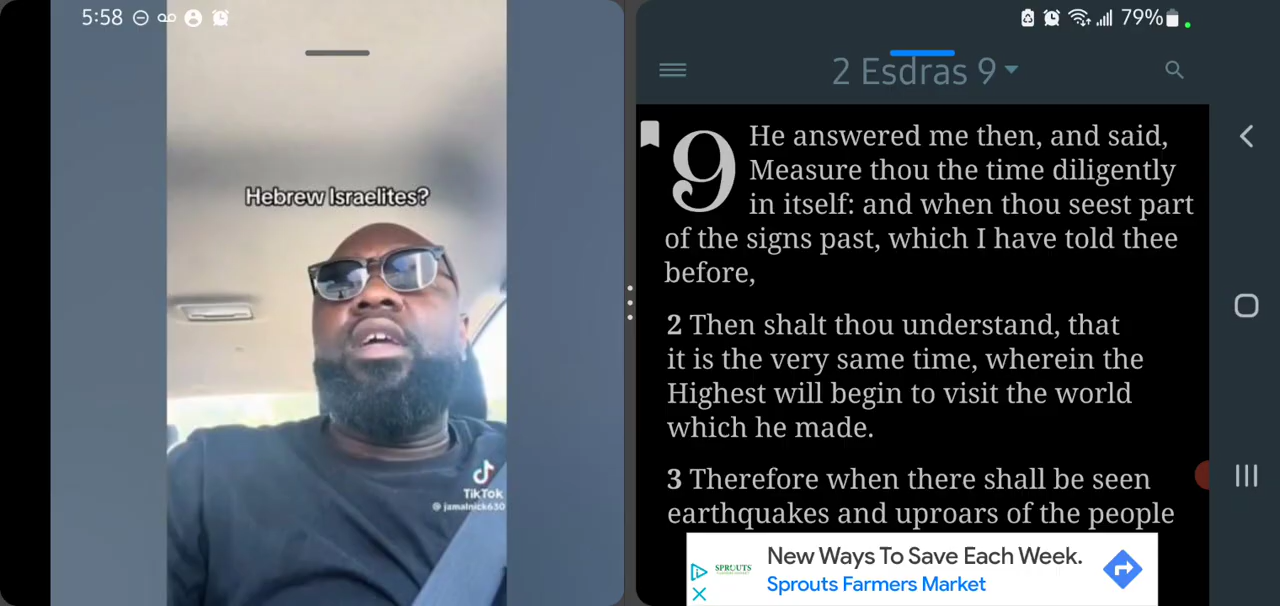 5:58
79%
Hebrew Israelites?
TikTok
@jamalnick630
2 Esdras 9
9 He answered me then, and said,
Measure thou the time diligently
in itself: and when thou seest part
of the signs past, which I have told thee
before,
2 Then shalt thou understand, that
it is the very same time, wherein the
Highest will begin to visit the world
which he made.
3 Therefore when there shall be seen
earthquakes and uproars of the people
SPROUTS
New Ways To Save Each Week.
Sprouts Farmers Market